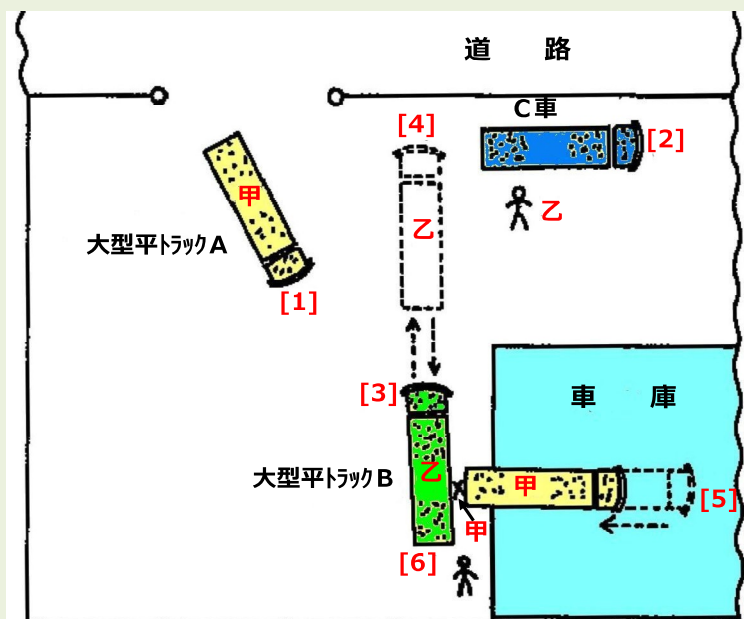 道 路
C車
[4]
[2]
甲
乙
乙
大型平トラックA
[1]
[3]
車 庫
大型平トラックB
乙
甲
[5]
甲
[6]